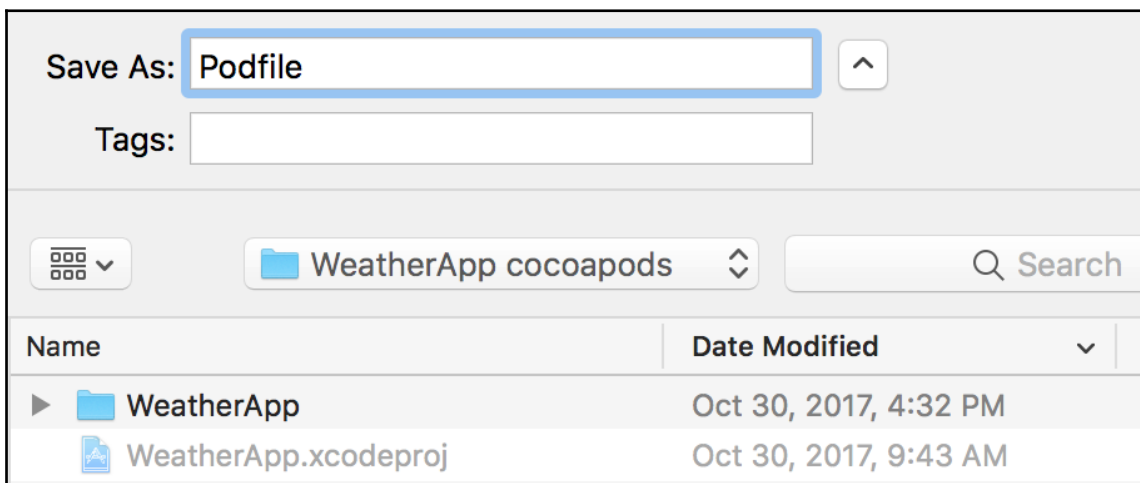 Save As: Podfile
Tags:
WeatherApp cocoapods Search
Name Date Modified
WeatherApp Oct 30, 2017, 4:32 PM
WeatherApp.xcodeproj Oct 30, 2017, 9:43 AM